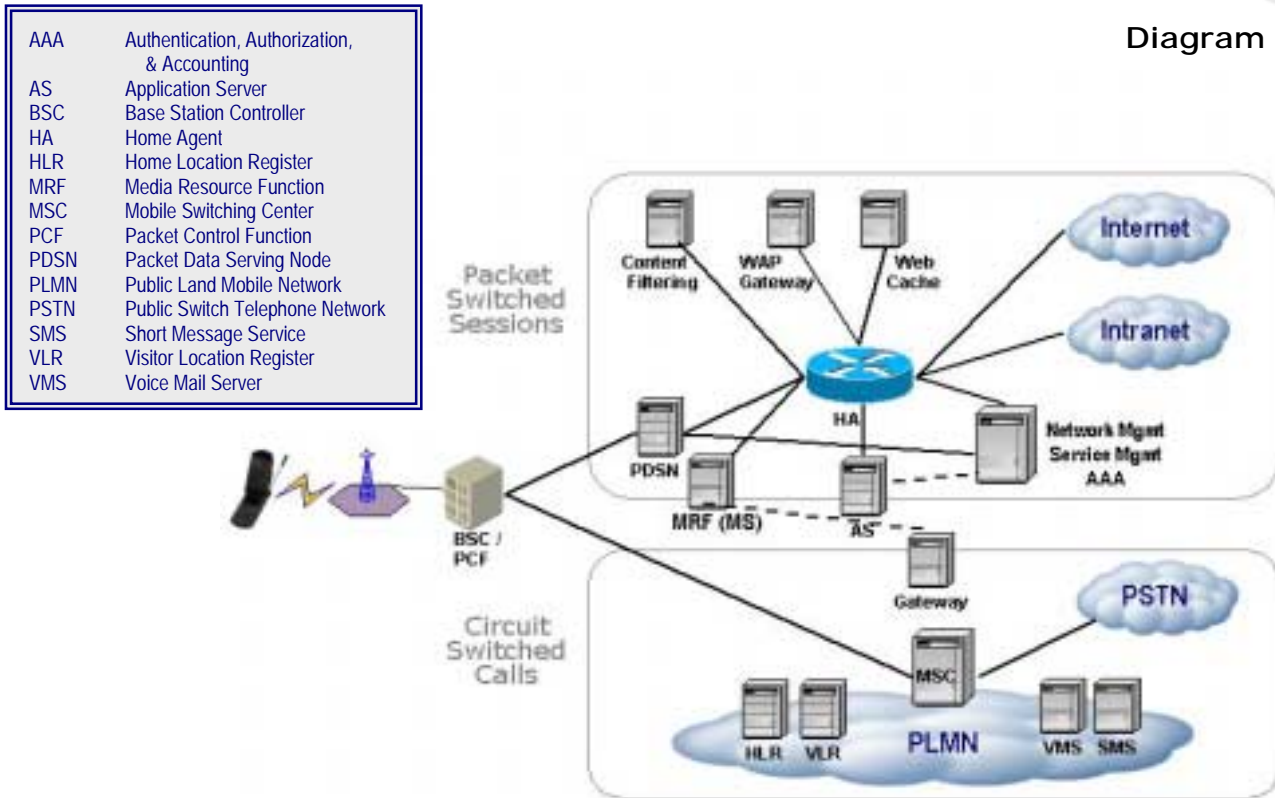 AAA Authentication, Authorization,
& Accounting
AS Application Server
BSC Base Station Controller
HA Home Agent
HLR Home Location Register
MRF Media Resource Function
MSC Mobile Switching Center
PCF Packet Control Function
PDSN Packet Data Serving Node
PLMN Public Land Mobile Network
PSTN Public Switch Telephone Network
SMS Short Message Service
VLR Visitor Location Register
VMS Voice Mail Server
Diagram
Packet
Switched
Sessions
Content
Filtering
WAP
Gateway
Web
Cache
Internet
Intranet
HA
PDSN
Network Mgmt
Service Mgmt
AAA
MRF (MS)
AS
BSC /
PCF
Gateway
Circuit
Switched
Calls
PSTN
MSC
HLR
VLR
PLMN
VMS
SMS